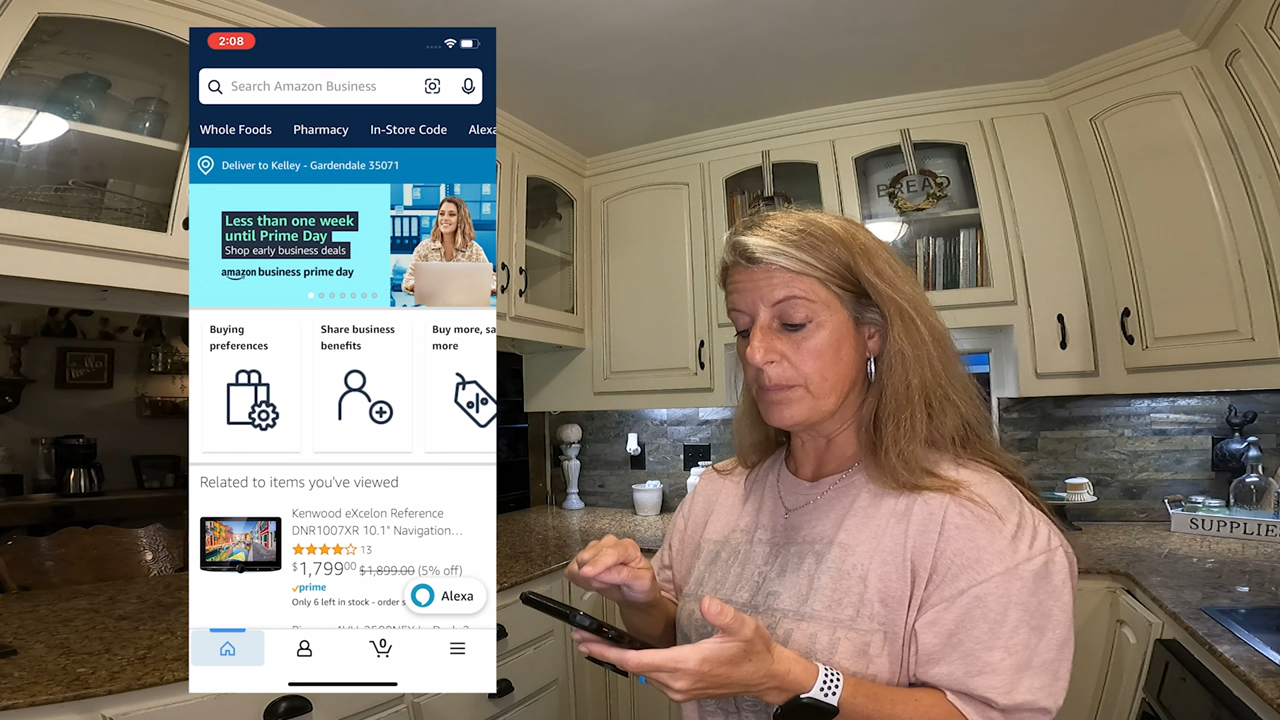 2:08
Search Amazon Business
Whole Foods Pharmacy In-Store Code Alexa
Deliver to Kelley - Gardendale 35071
Less than one week
until Prime Day
Shop early business deals
amazon business prime day
Buying
preferences
Share business
benefits
Buy more, sa
more
Related to items you've viewed
Kenwood eXcelon Reference
DNR1007XR 10.1" Navigation...
13
$1,799.00 $1,899.00 (5% off)
prime
Only 6 left in stock - order s
Alexa
0
BREAD
SUPPLIE